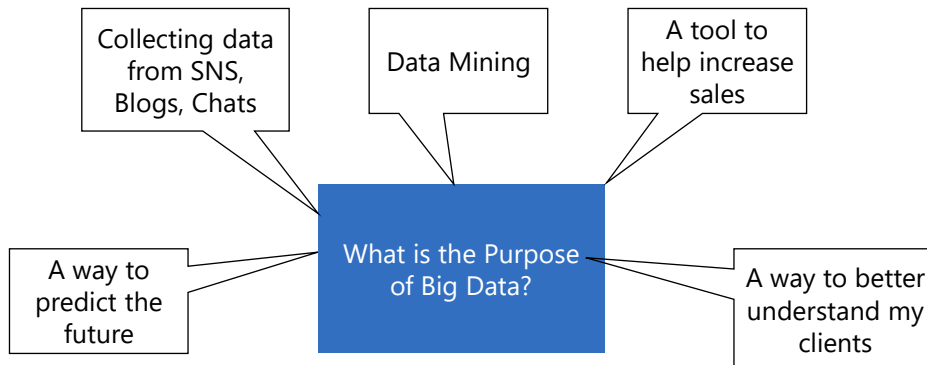 Collecting data
from SNS,
Blogs, Chats
Data Mining
A tool to
help increase
sales
What is the Purpose
of Big Data?
A way to
predict the
future
A way to better
understand my
clients